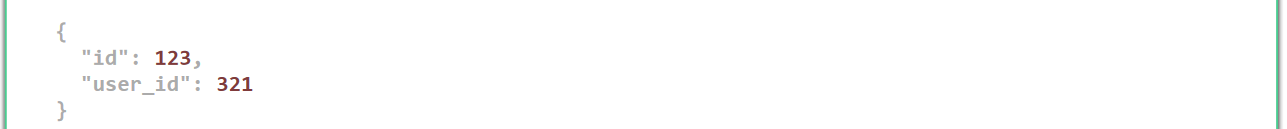 {
  "id": 123,
  "user_id": 321
}